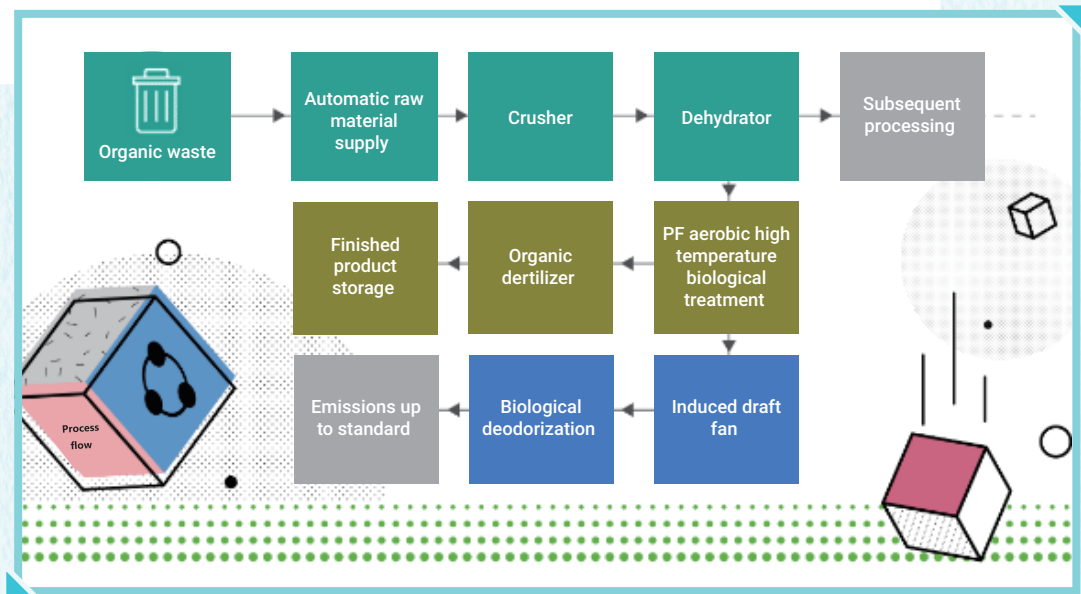 Organic waste
Automatic raw
material
supply
Crusher
Dehydrator
Subsequent
processing
Finished
product
storage
Organic
dertilizer
PF aerobic high
temperature
biological
treatment
Process
flow
Emissions up
to standard
Biological
deodorization
Induced draft
fan